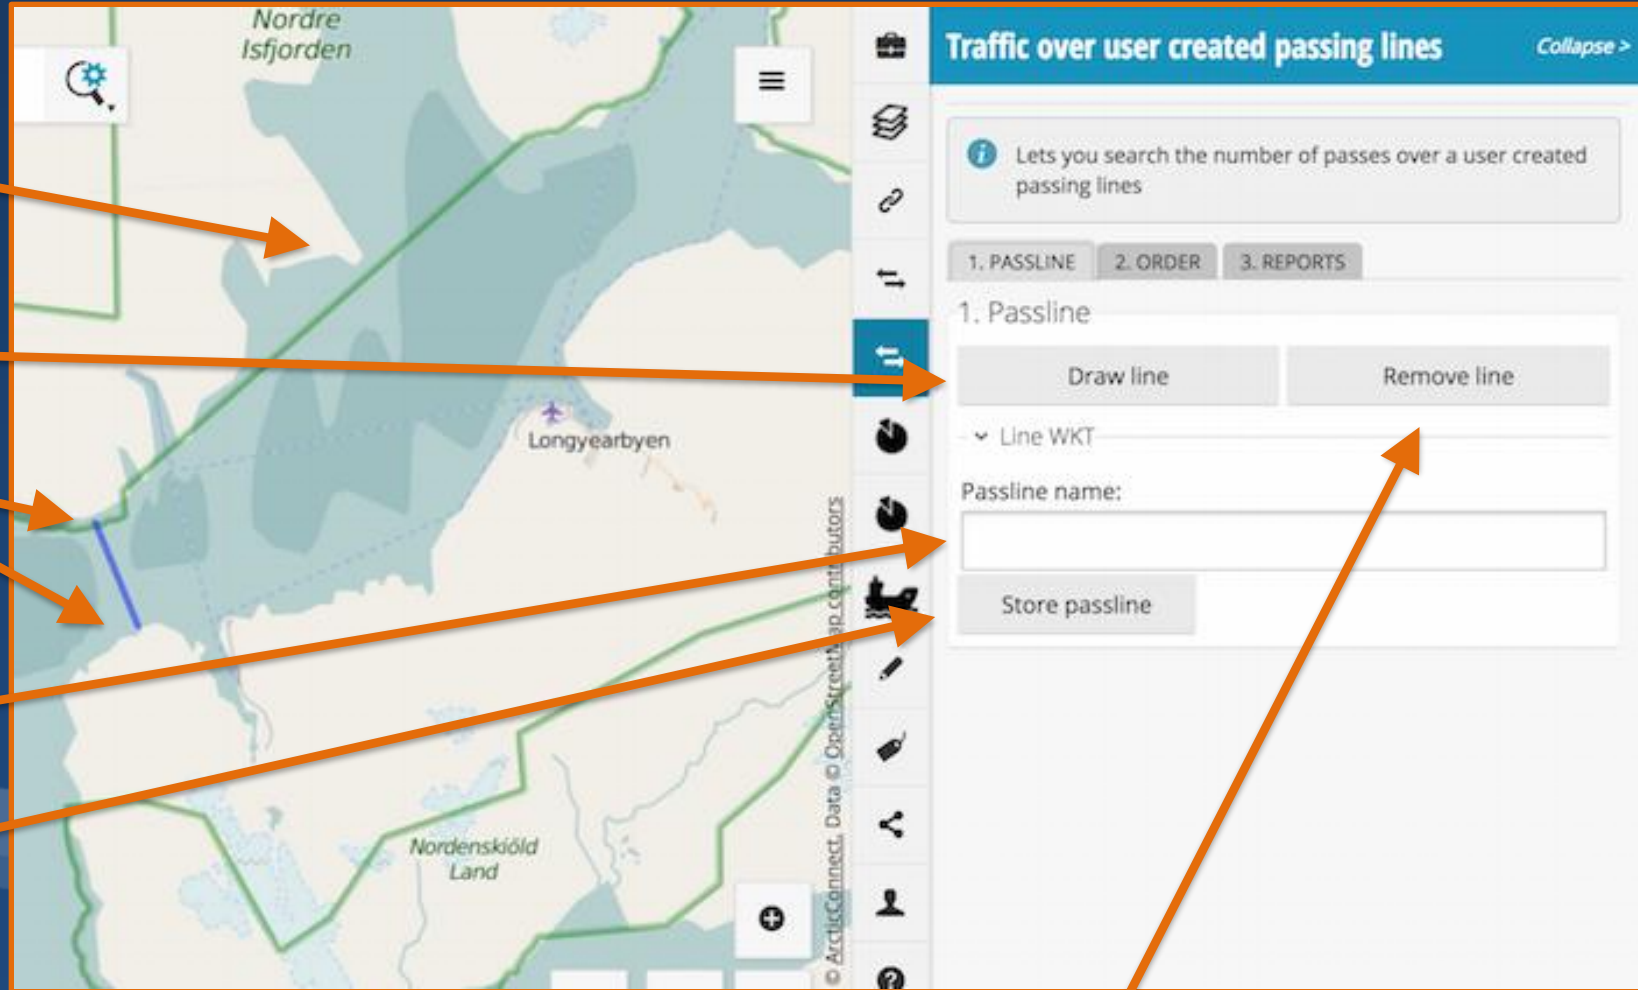 Nordre
Isfjorden
Longyearbyen
Nordenskiöld
Land
© ArcticConnect. Data © OpenStreetMap contributors
Traffic over user created passing lines
Collapse >
Lets you search the number of passes over a user created
passing lines
1. PASSLINE
2. ORDER
3. REPORTS
1. Passline
Draw line
Remove line
Line WKT
Passline name:
Store passline